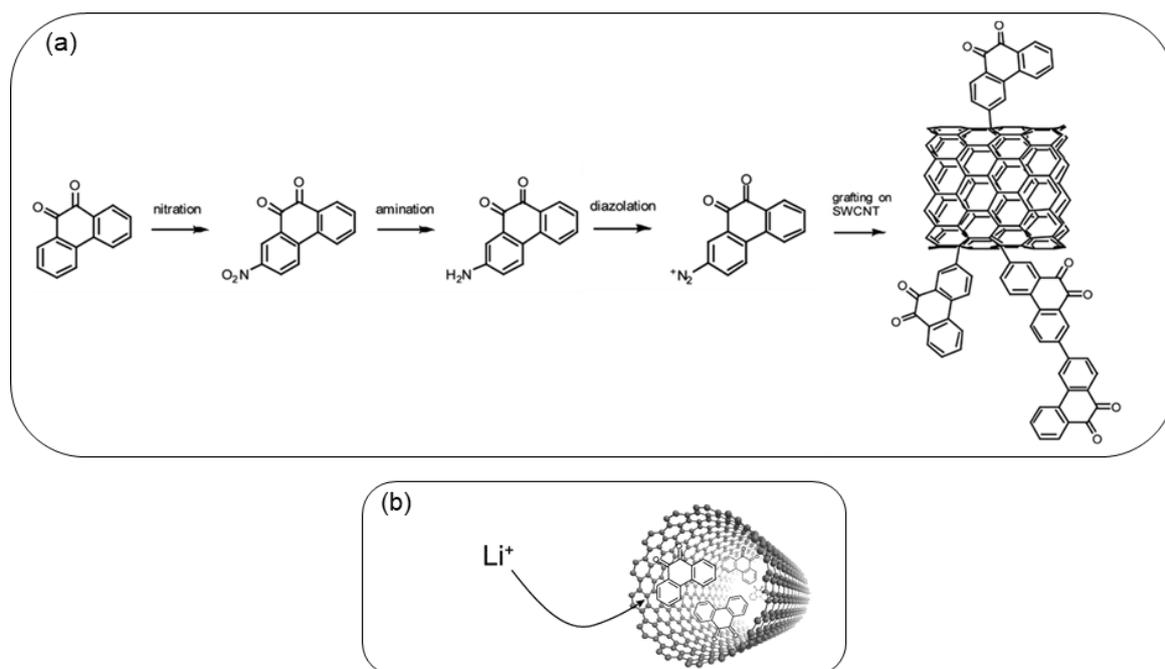 (a)
O
O
nitration
O
O
O₂N
amination
O
O
H₂N
diazolation
O
O
⁺N₂
grafting on
SWCNT
O
O
O
O
O
O
O
O
(b)
Li⁺